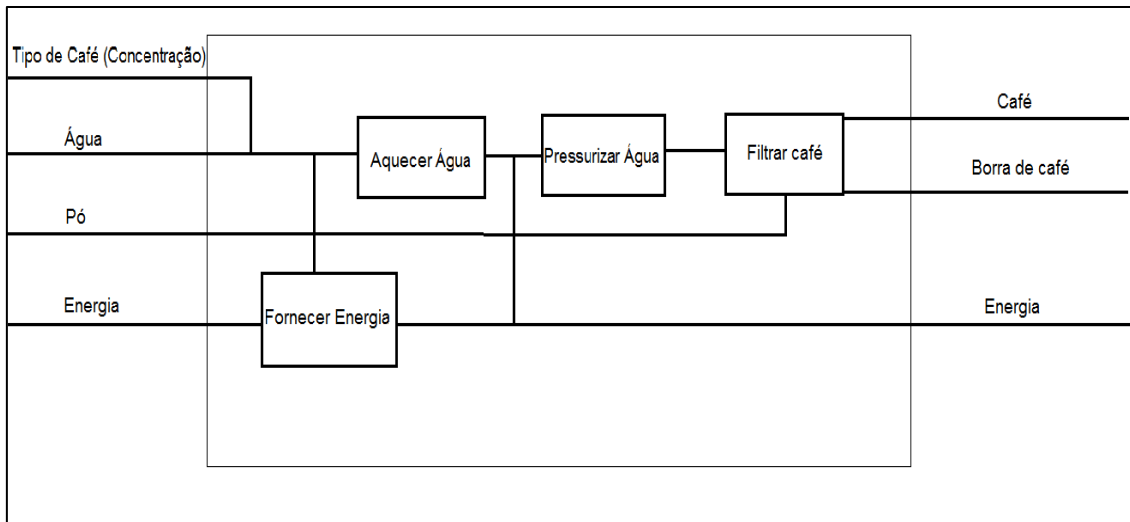 Tipo de Café (Concentração)
Água
Pó
Energia
Aquecer Água
Pressurizar Água
Filtrar café
Fornecer Energia
Café
Borra de café
Energia